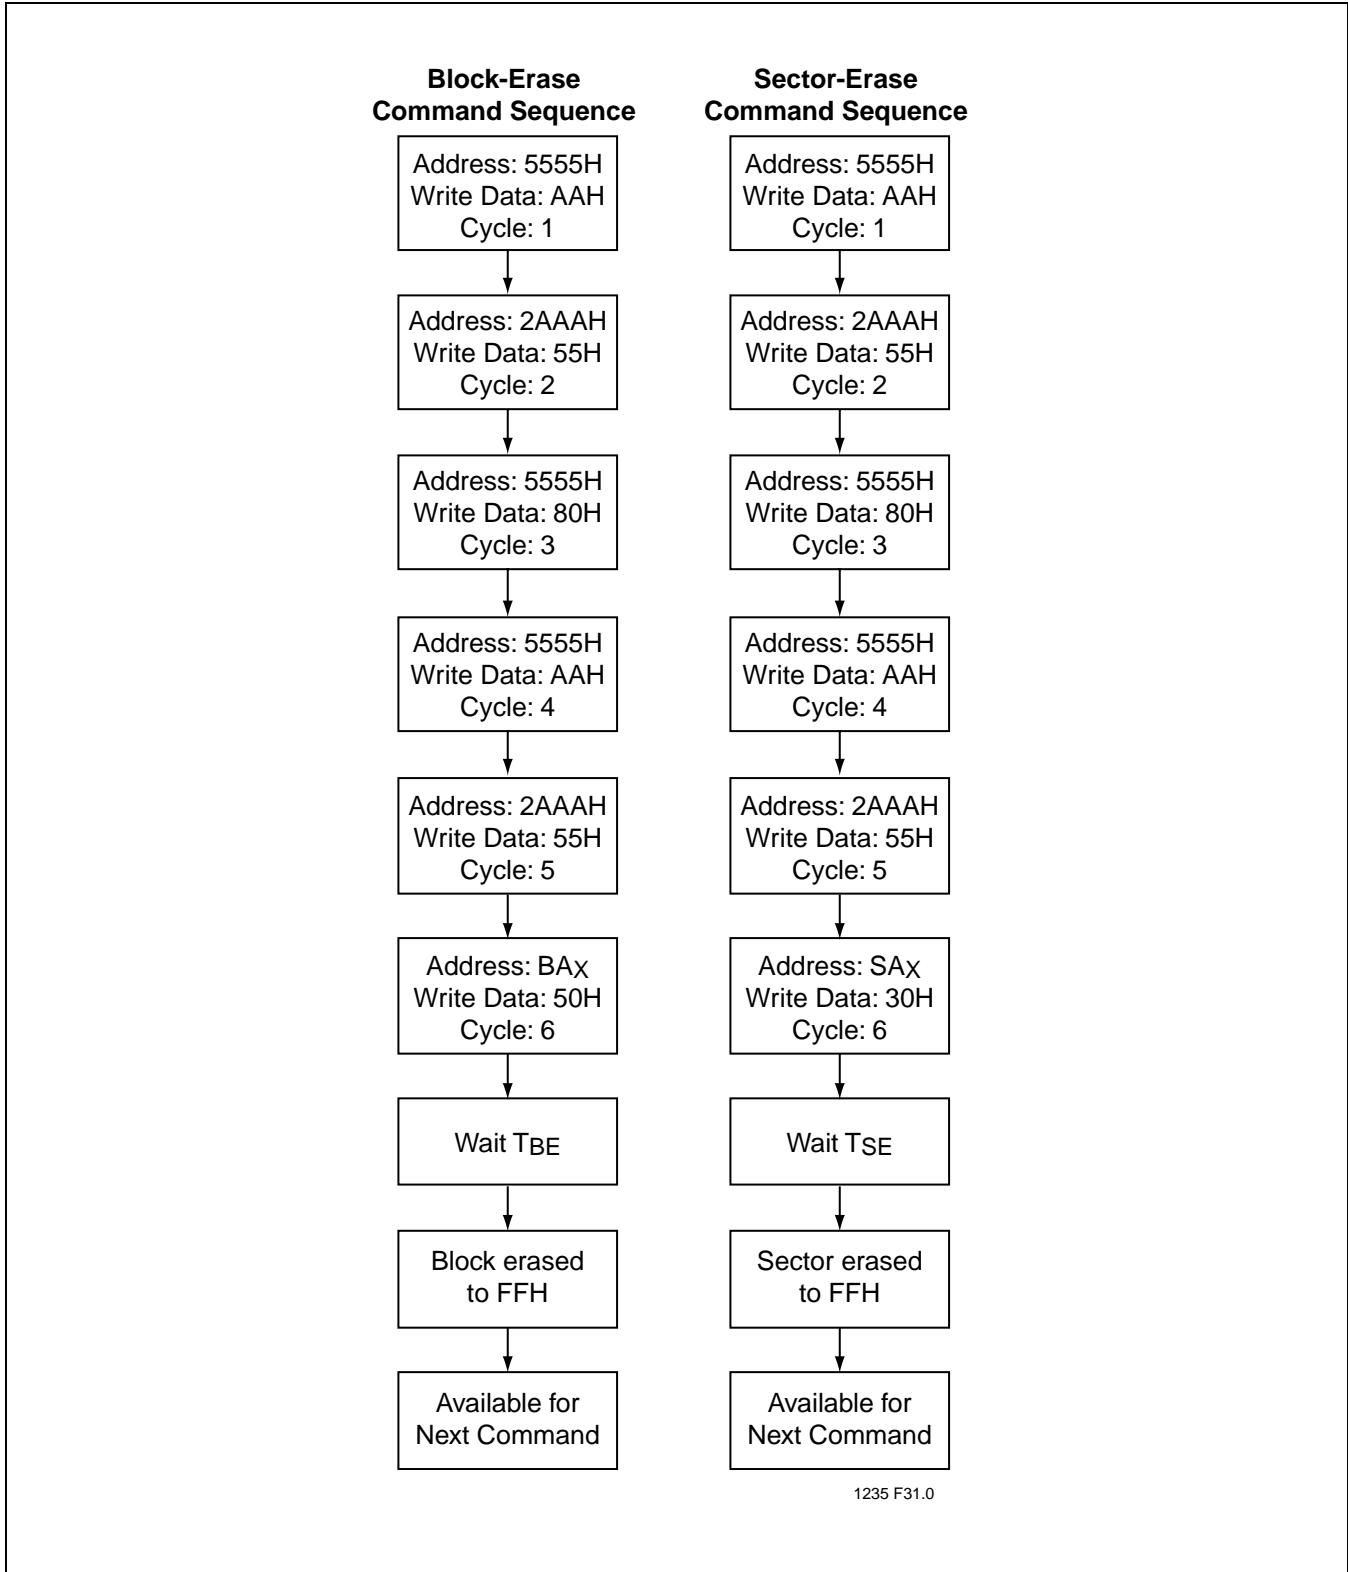 Block-Erase
Command Sequence
Address: 5555H
Write Data: AAH
Cycle: 1
Address: 2AAAH
Write Data: 55H
Cycle: 2
Address: 5555H
Write Data: 80H
Cycle: 3
Address: 5555H
Write Data: AAH
Cycle: 4
Address: 2AAAH
Write Data: 55H
Cycle: 5
Address: BAX
Write Data: 50H
Cycle: 6
Wait TBE
Block erased
to FFH
Available for
Next Command
Sector-Erase
Command Sequence
Address: 5555H
Write Data: AAH
Cycle: 1
Address: 2AAAH
Write Data: 55H
Cycle: 2
Address: 5555H
Write Data: 80H
Cycle: 3
Address: 5555H
Write Data: AAH
Cycle: 4
Address: 2AAAH
Write Data: 55H
Cycle: 5
Address: SAX
Write Data: 30H
Cycle: 6
Wait TSE
Sector erased
to FFH
Available for
Next Command
1235 F31.0